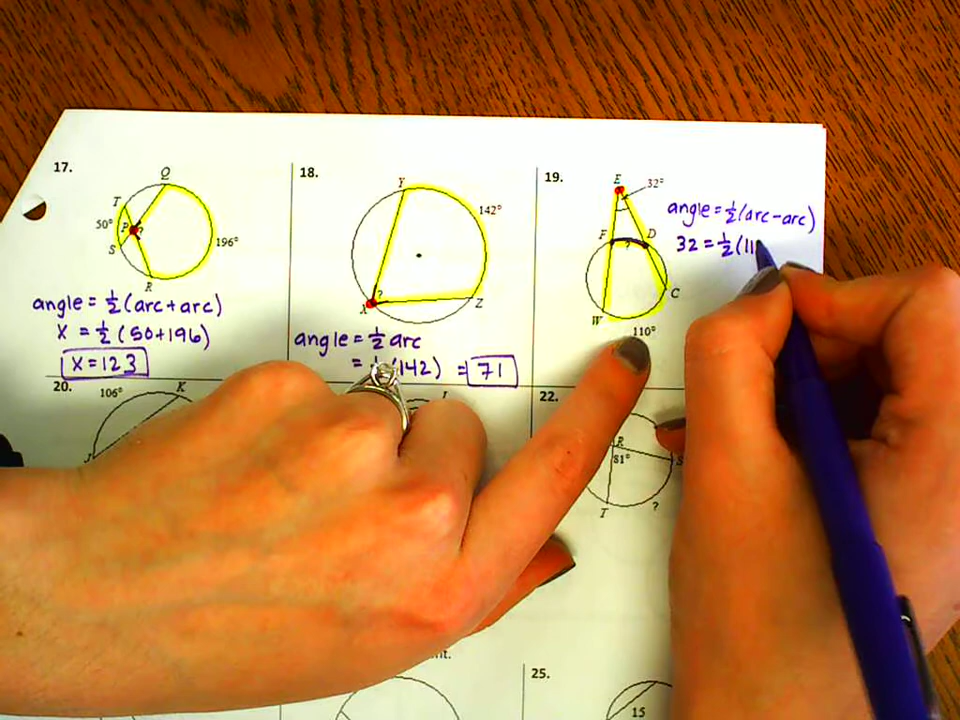 17.
Q
T
50°
P
?
S
196°
R
angle = ½(arc + arc)
x = ½(50+196)
x = 123
18.
Y
142°
?
X
Z
angle = ½ arc
= (142) = 71
19.
E
32°
F
D
?
C
W
110°
angle = ½(arc - arc)
32 = ½(11
20.
106°
K
J
22.
R
81°
S
T
?
25.
15